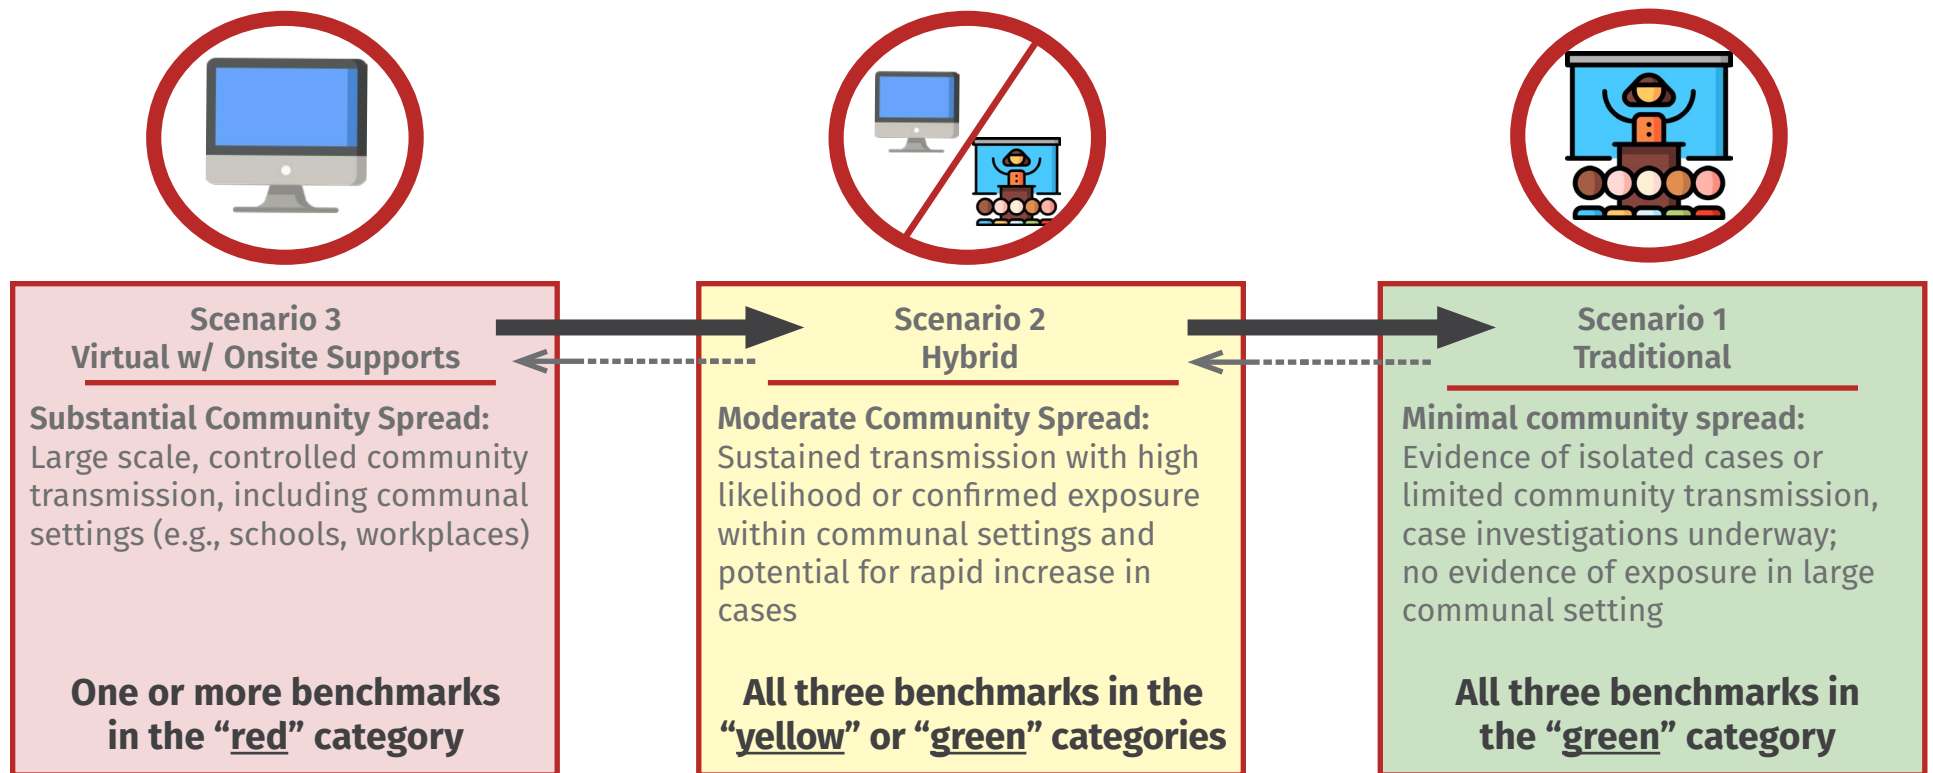 Scenario 3
Virtual w/ Onsite Supports
Substantial Community Spread:
Large scale, controlled community
transmission, including communal
settings (e.g., schools, workplaces)
One or more benchmarks
in the “red” category
Scenario 2
Hybrid
Moderate Community Spread:
Sustained transmission with high
likelihood or confirmed exposure
within communal settings and
potential for rapid increase in
cases
All three benchmarks in the
“yellow” or “green” categories
Scenario 1
Traditional
Minimal community spread:
Evidence of isolated cases or
limited community transmission,
case investigations underway;
no evidence of exposure in large
communal setting
All three benchmarks in
the “green” category